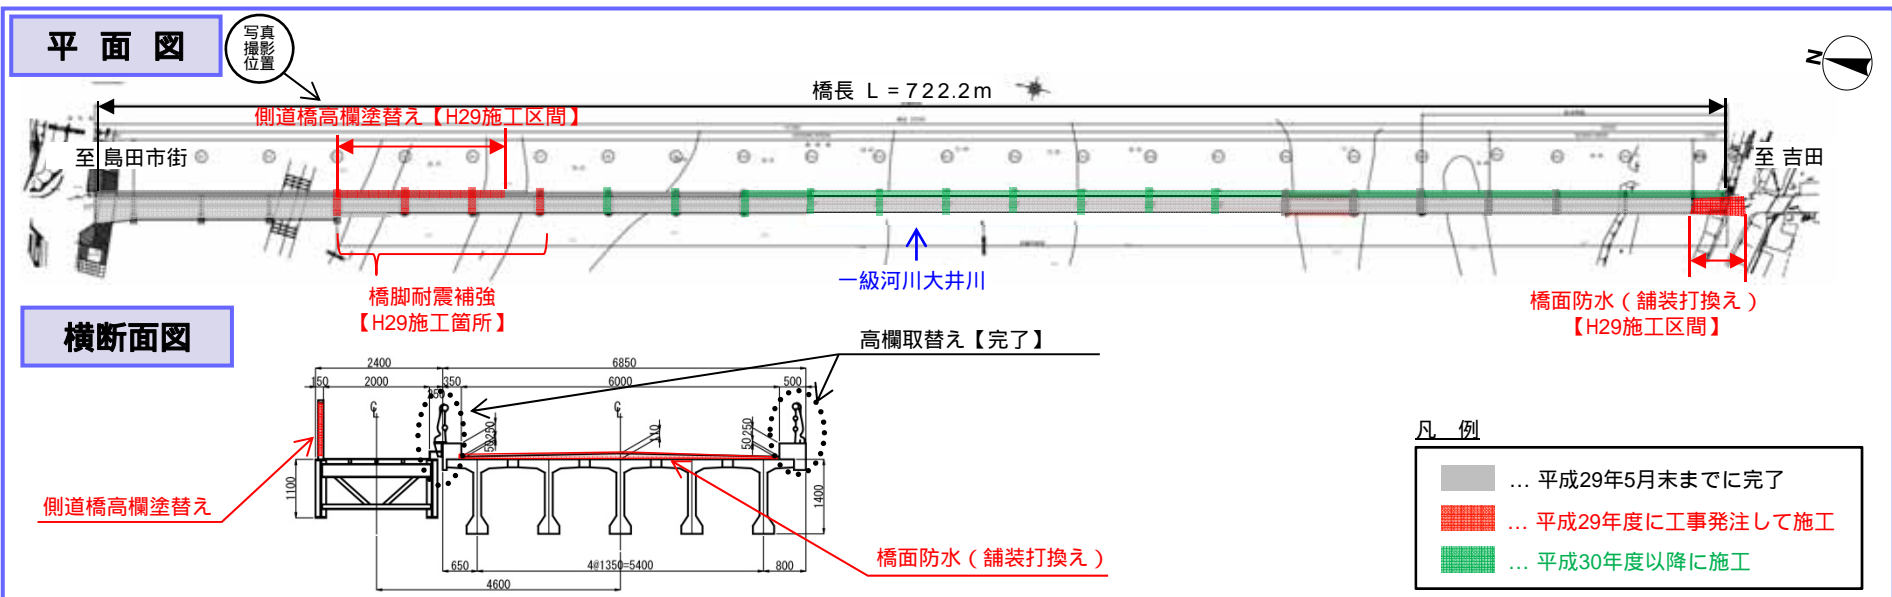 平 面 図
写真
撮影
位置
N
橋長 L = 722.2m
側道橋高欄塗替え【H29施工区間】
至 島田市街
至 吉田
橋脚耐震補強
【H29施工箇所】
一級河川大井川
橋面防水(舗装打換え)
【H29施工区間】
横断面図
高欄取替え【完了】
2400
6850
150
2000
350
6000
500
250
50
250
110
50
250
1100
1400
側道橋高欄塗替え
橋面防水(舗装打換え)
650
4@1350=5400
800
4600
凡 例
… 平成29年5月末までに完了
… 平成29年度に工事発注して施工
… 平成30年度以降に施工